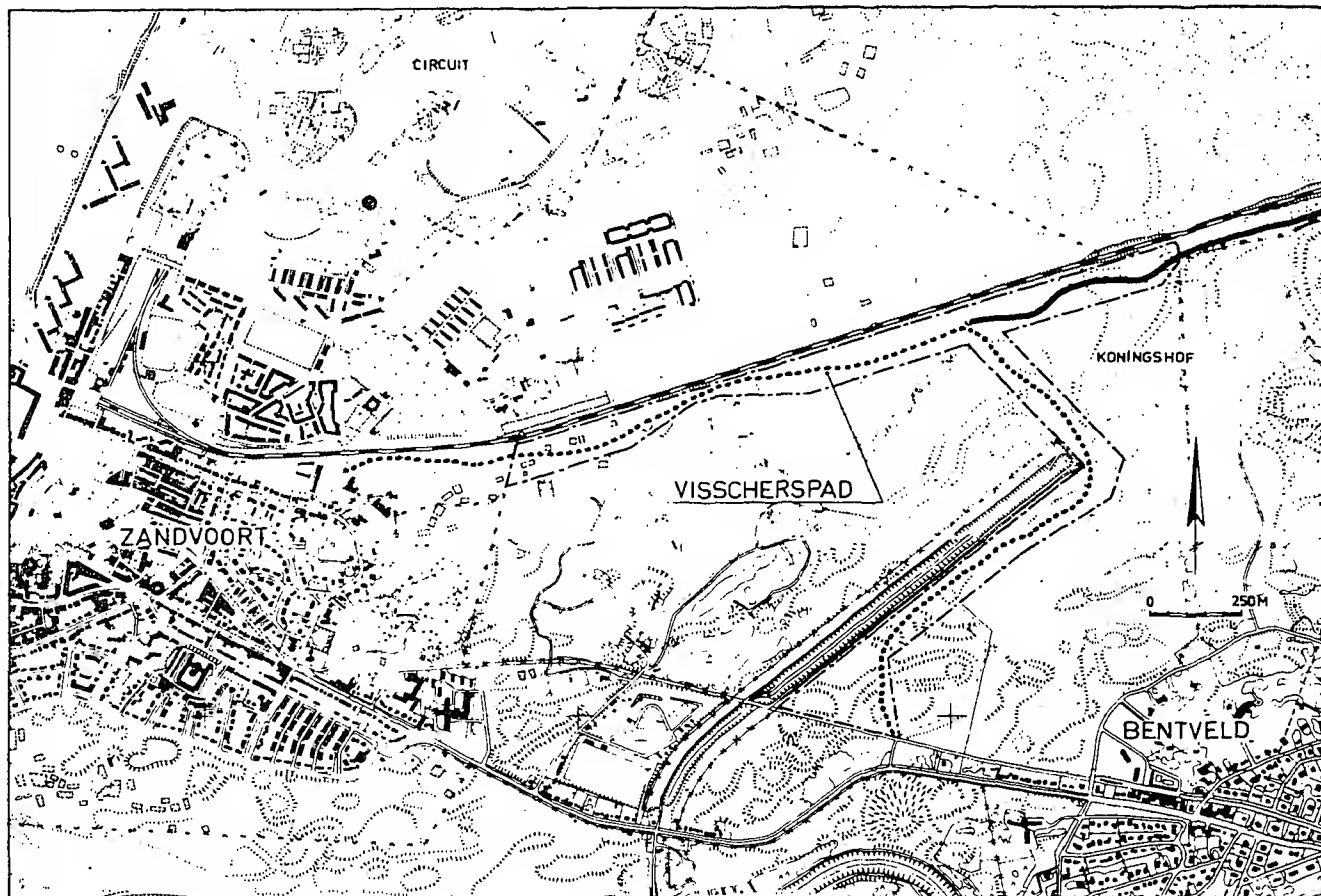 CIRCUIT
KONINGSHOF
VISSCHERSPAD
ZANDVOORT
0 250M
BENTVELD